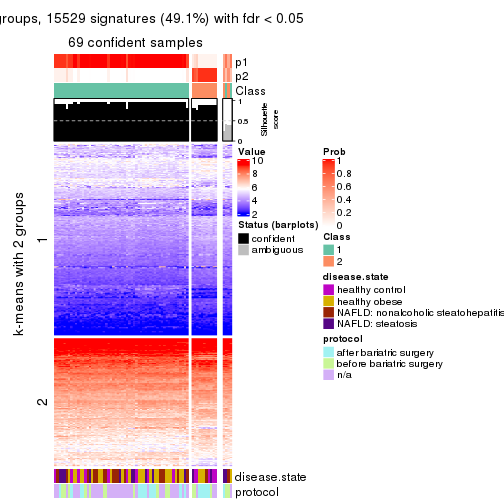 groups, 15529 signatures (49.1%) with fdr < 0.05
69 confident samples
p1
p2
Class
1
0.5
0
Silhouette
score
k-means with 2 groups
1
2
Value
10
8
6
4
2
Status (barplots)
confident
ambiguous
Prob
1
0.8
0.6
0.4
0.2
0
Class
1
2
disease.state
healthy control
healthy obese
NAFLD: nonalcoholic steatohepatitis
NAFLD: steatosis
protocol
after bariatric surgery
before bariatric surgery
n/a
disease.state
protocol